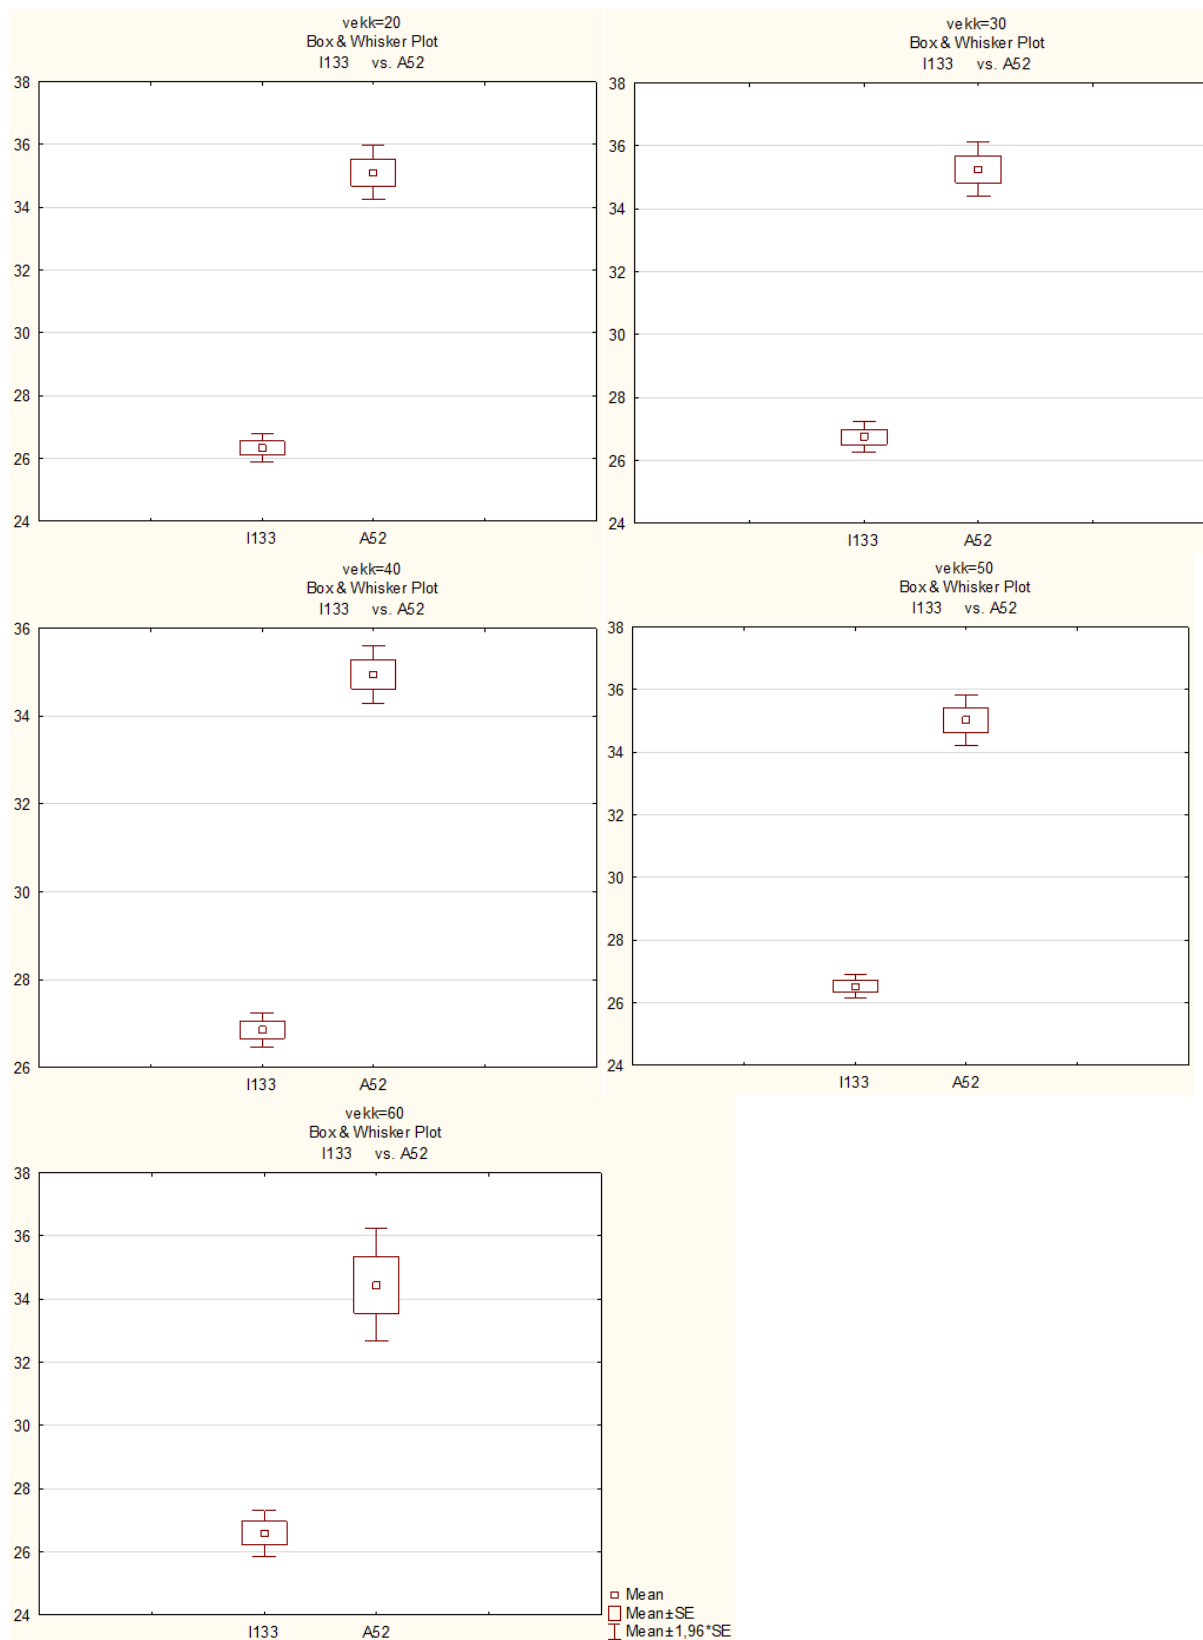 vekk=20
Box & Whisker Plot
I133 vs. A52
38
36
34
32
30
28
26
24
I133 A52
vekk=30
Box & Whisker Plot
I133 vs. A52
38
36
34
32
30
28
26
24
I133 A52
vekk=40
Box & Whisker Plot
I133 vs. A52
36
34
32
30
28
26
I133 A52
vekk=50
Box & Whisker Plot
I133 vs. A52
38
36
34
32
30
28
26
24
I133 A52
vekk=60
Box & Whisker Plot
I133 vs. A52
38
36
34
32
30
28
26
24
I133 A52
Mean
Mean±SE
Mean±1,96*SE